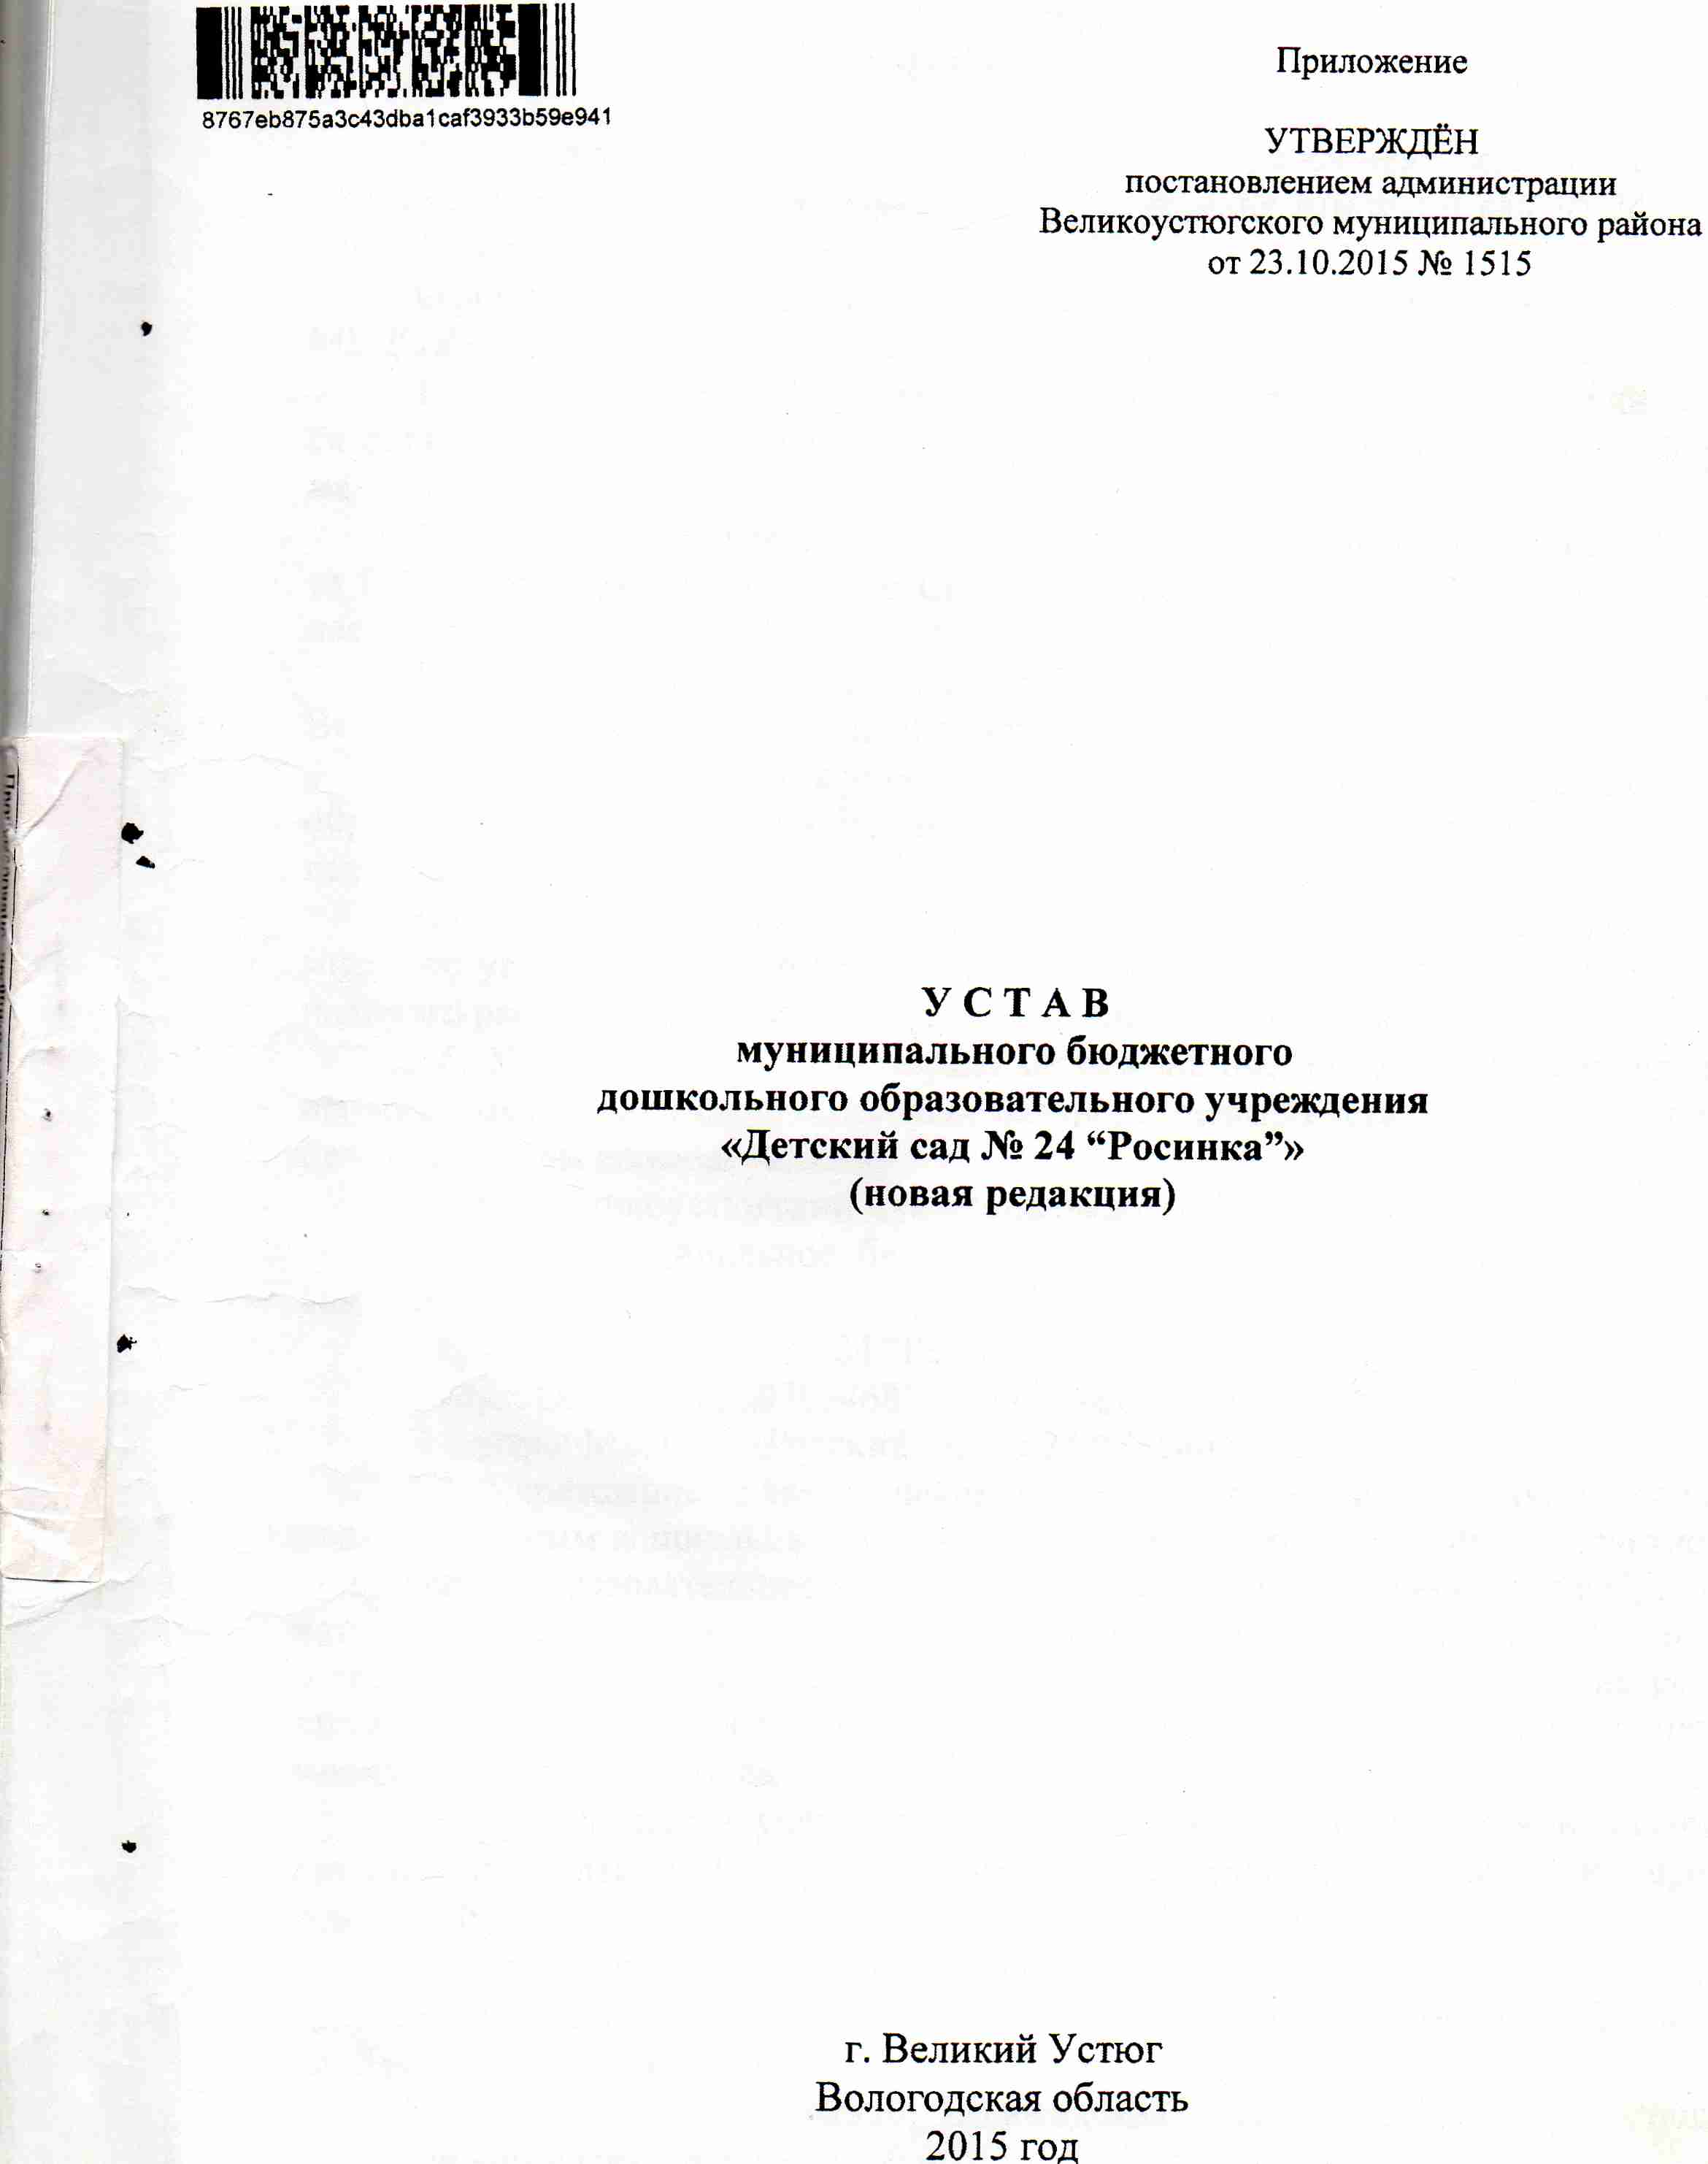 8767eb875a3c43dba1caf3933b59e941
Приложение
УТВЕРЖДЁН
постановлением администрации
Великоустюгского муниципального района
от 23.10.2015 № 1515
У С Т А В
муниципального бюджетного
дошкольного образовательного учреждения
«Детский сад № 24 “Росинка”»
(новая редакция)
г. Великий Устюг
Вологодская область
2015 год